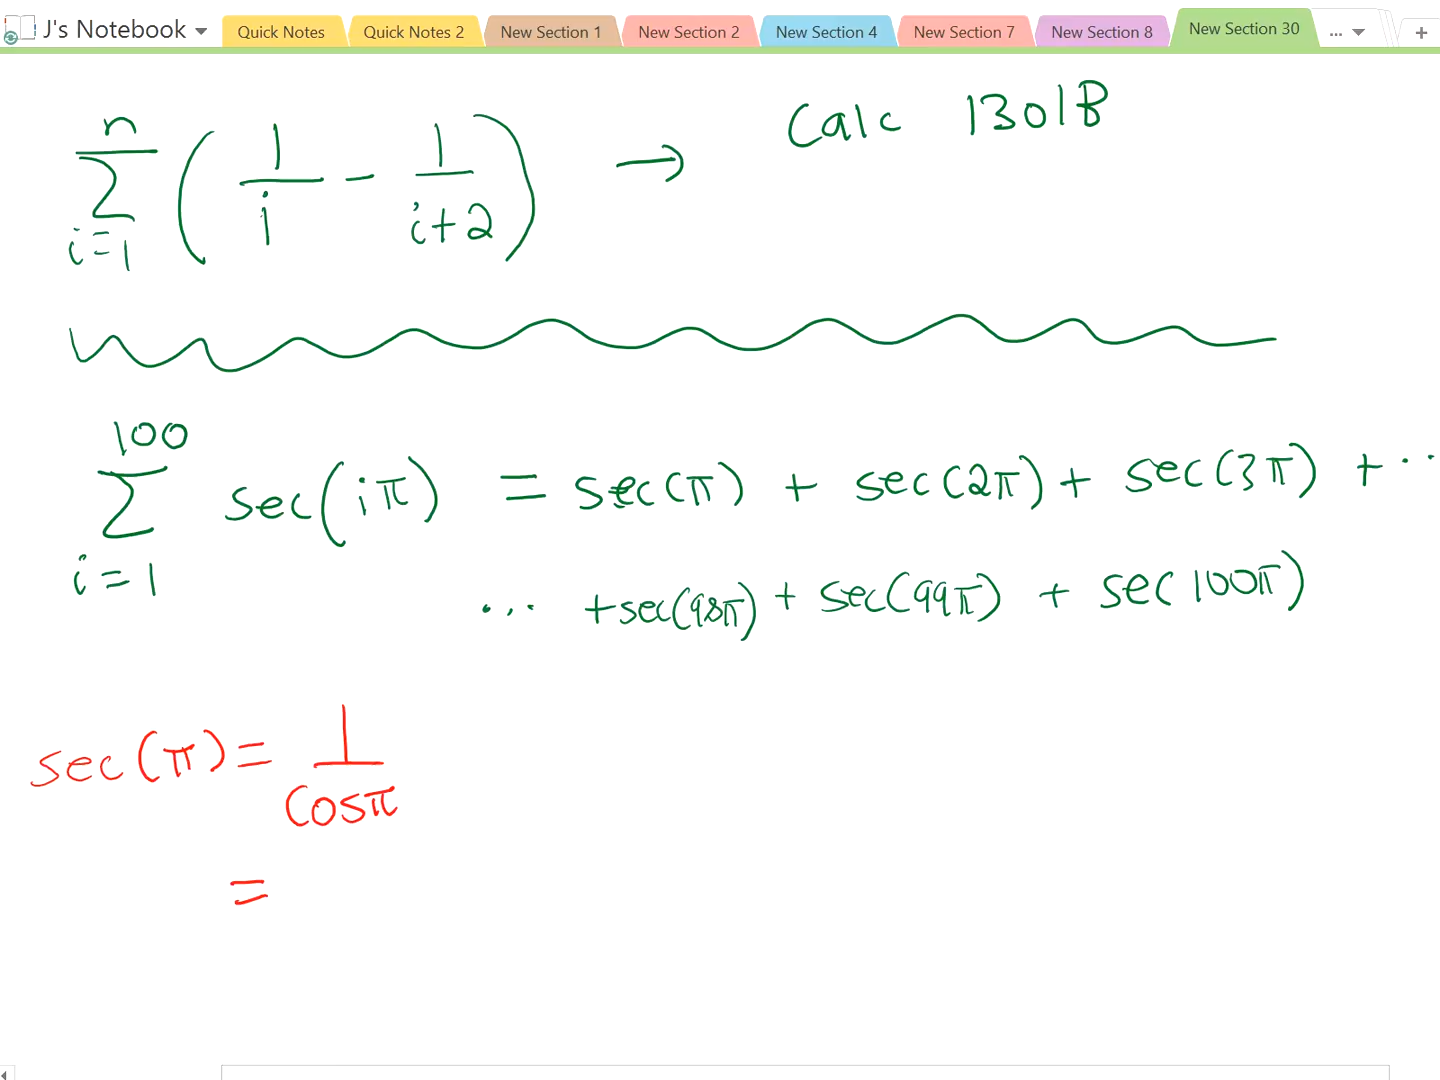 J's Notebook Quick Notes Quick Notes 2 New Section 1 New Section 2 New Section 4 New Section 7 New Section 8 New Section 30 ... +
n
∑ ( 1/i - 1/(i+2) ) → Calc 1301B
i=1
100
∑ sec(iπ) = sec(π) + sec(2π) + sec(3π) + ..
i=1
... +sec(98π) + sec(99π) + sec(100π)
sec(π) = 1/cosπ
=